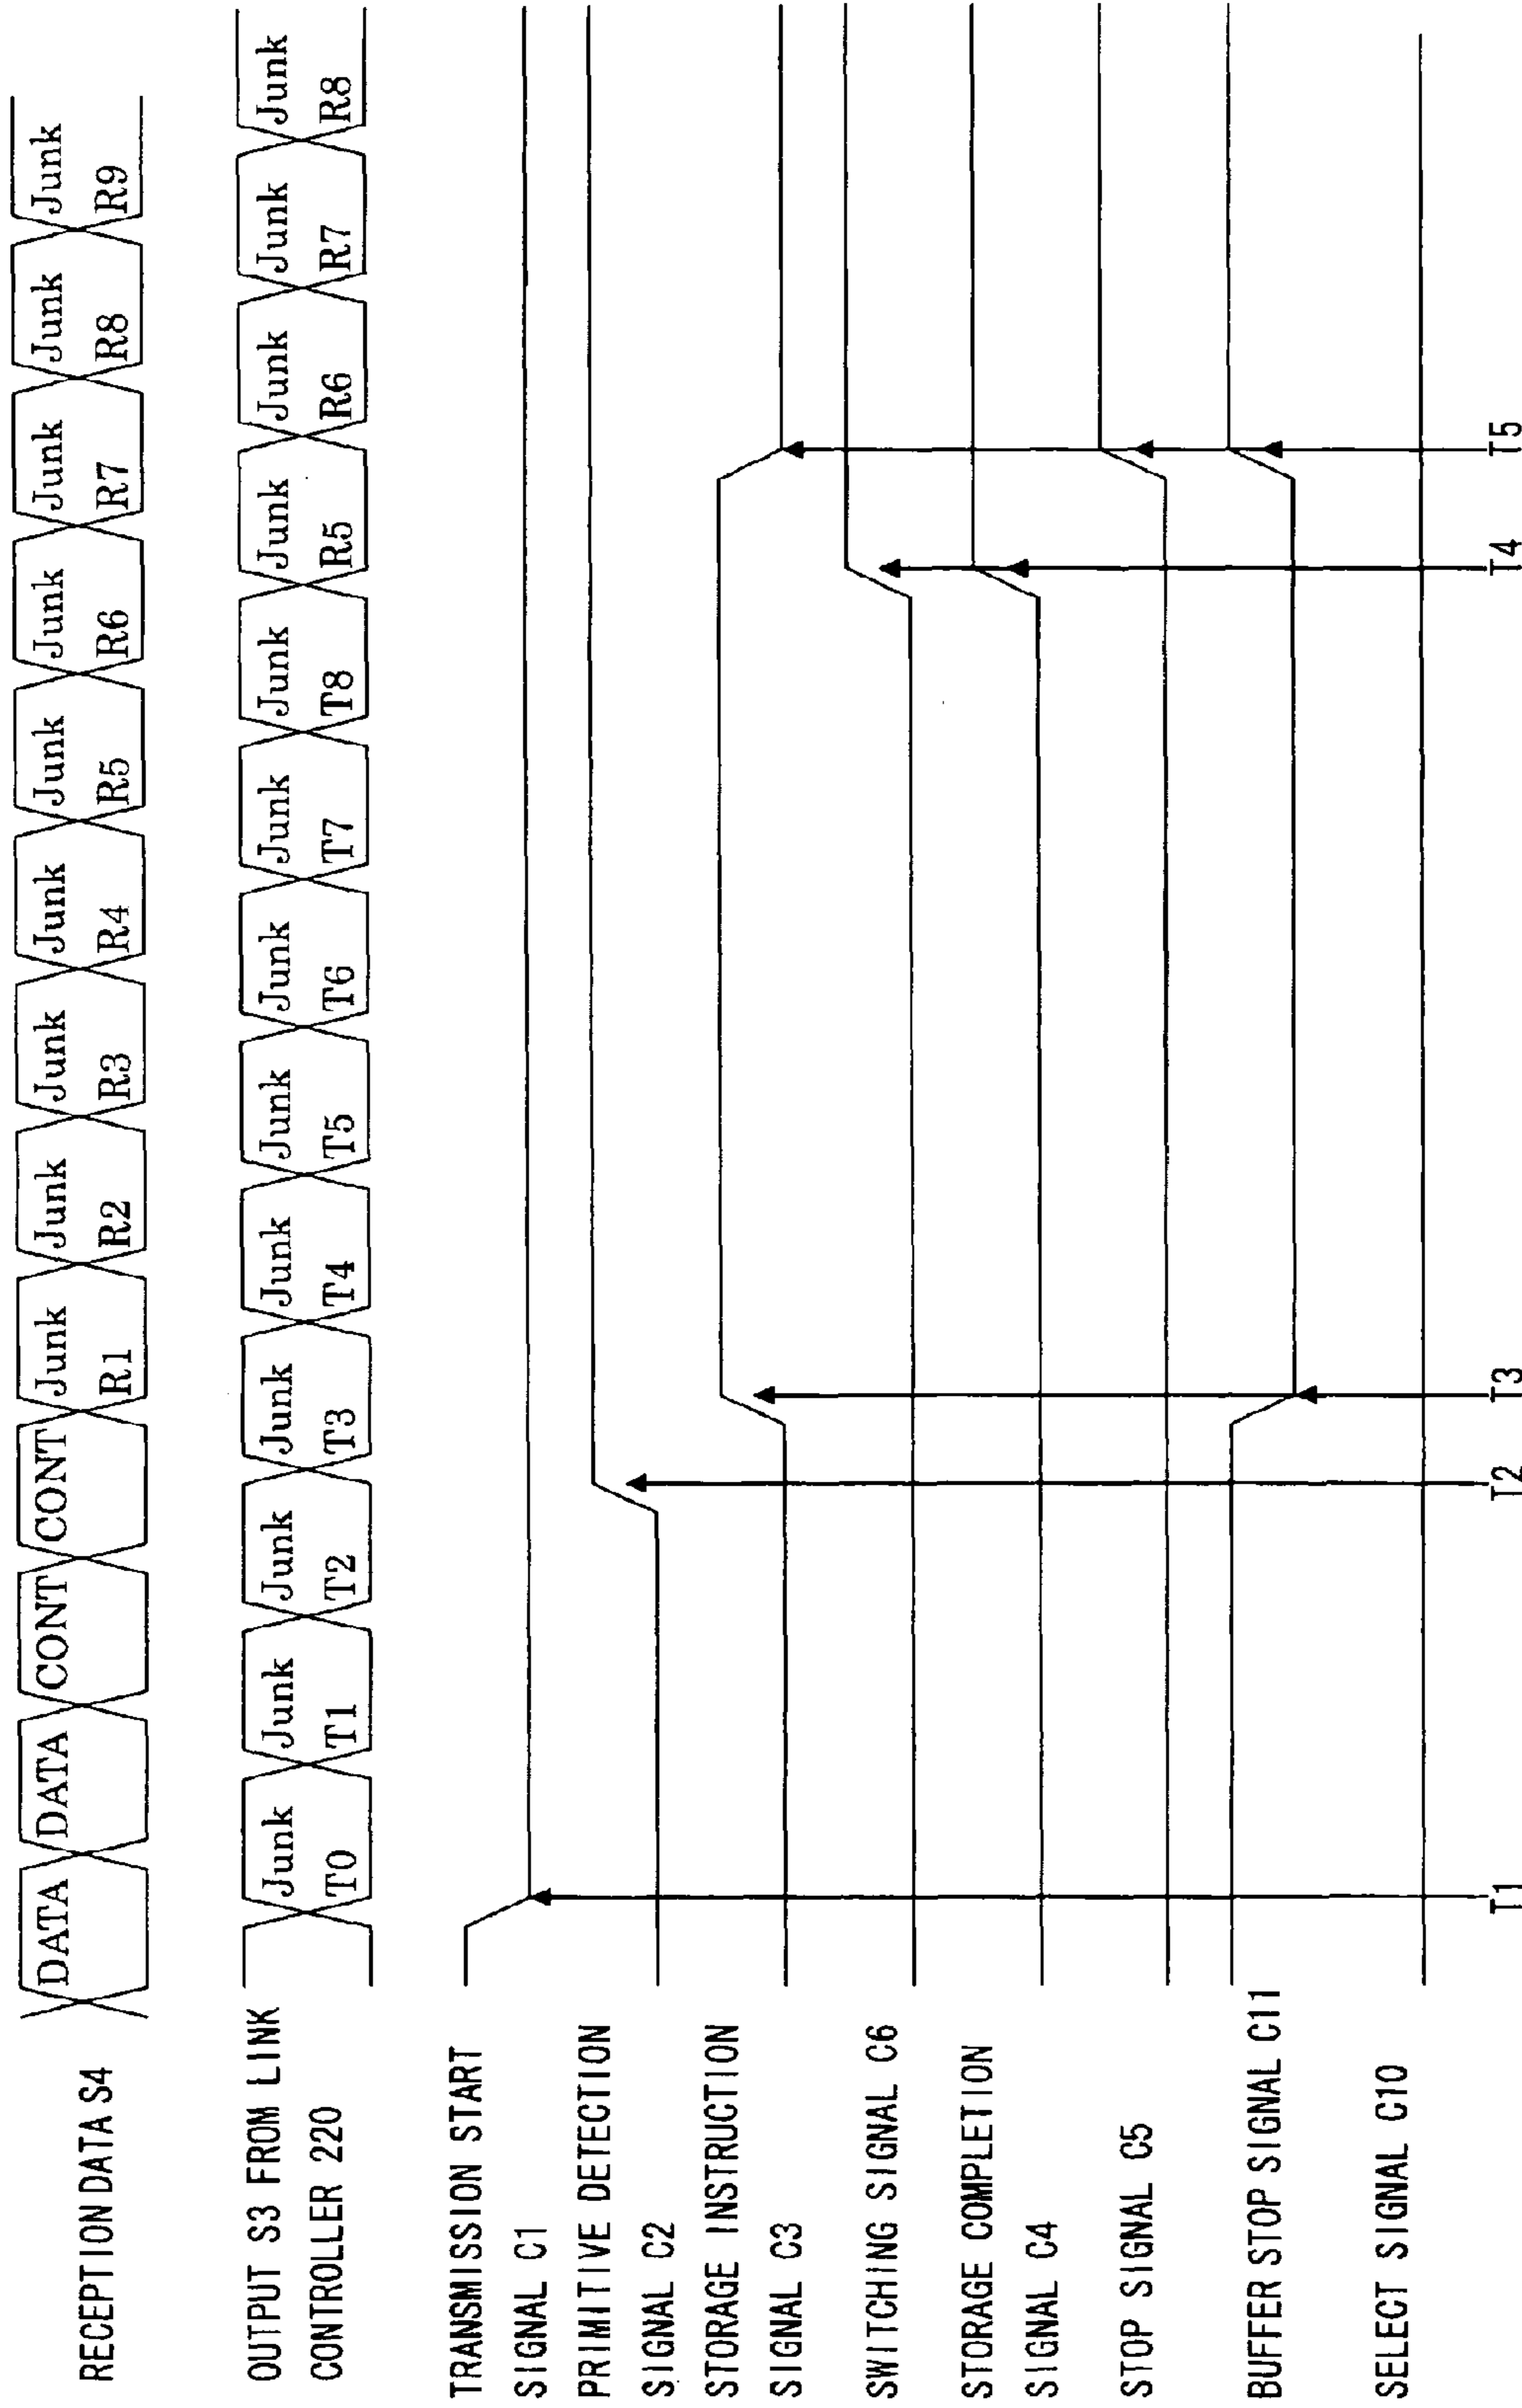 RECEPTION DATA S4
DATA DATA CONT CONT Junk Junk Junk Junk Junk Junk Junk Junk Junk
R1 R2 R3 R4 R5 R6 R7 R8 R9
OUTPUT S3 FROM LINK
CONTROLLER 220
Junk Junk Junk Junk Junk Junk Junk Junk Junk Junk Junk Junk Junk
T0 T1 T2 T3 T4 T5 T6 T7 T8 R5 R6 R7 R8
TRANSMISSION START
SIGNAL C1
PRIMITIVE DETECTION
SIGNAL C2
STORAGE INSTRUCTION
SIGNAL C3
SWITCHING SIGNAL C6
STORAGE COMPLETION
SIGNAL C4
STOP SIGNAL C5
BUFFER STOP SIGNAL C11
SELECT SIGNAL C10
T1 T2 T3 T4 T5